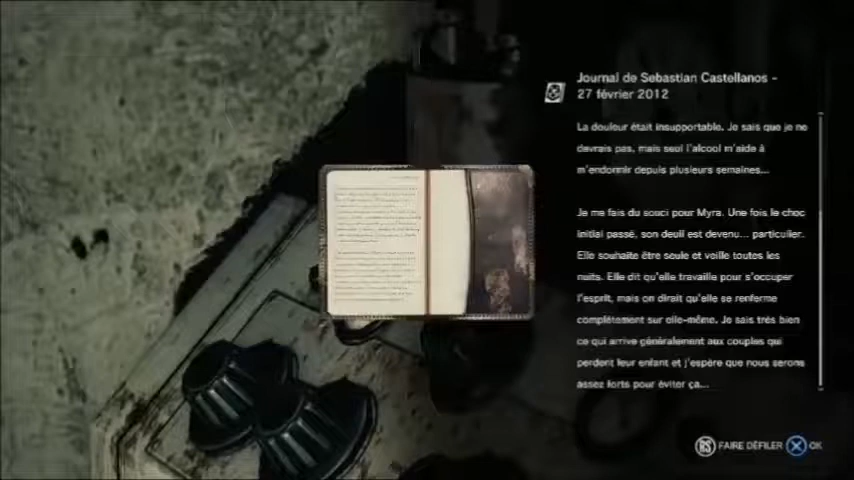 Journal de Sebastian Castellanos -
27 février 2012
La douleur était insupportable. Je sais que je ne
devrais pas, mais seul l'alcool m'aide à
m'endormir depuis plusieurs semaines...
Je me fais du souci pour Myra. Une fois le choc
initial passé, son deuil est devenu... particulier.
Elle souhaite être seule et veille toutes les
nuits. Elle dit qu'elle travaille pour s'occuper
l'esprit, mais on dirait qu'elle se renferme
complètement sur elle-même. Je sais très bien
ce qui arrive généralement aux couples qui
perdent leur enfant et j'espère que nous serons
assez forts pour éviter ça...
RS FAIRE DÉFILER OK